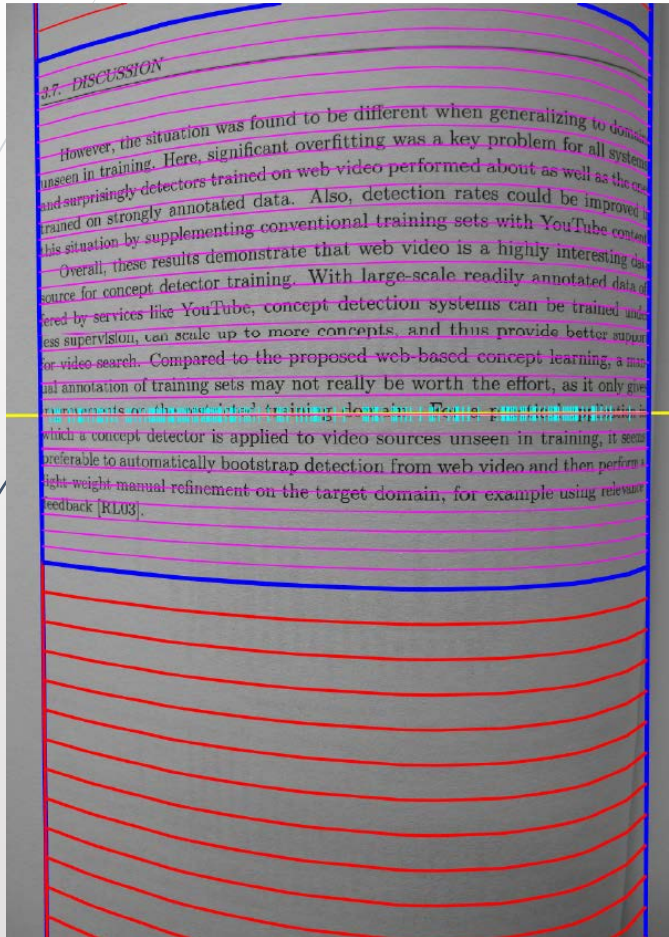 3.7. DISCUSSION
However, the situation was found to be different when generalizing to domain
unseen in training. Here, significant overfitting was a key problem for all systems
and surprisingly detectors trained on web video performed about as well as the
trained on strongly annotated data. Also, detection rates could be improved
this situation by supplementing conventional training sets with YouTube content
Overall, these results demonstrate that web video is a highly interesting
source for concept detector training. With large-scale readily annotated data of
fered by services like YouTube, concept detection systems can be trained
ess supervision, can scale up to more concepts, and thus provide better support
for video search. Compared to the proposed web-based concept learning, a man
ual annotation of training sets may not really be worth the effort, as it only gives
training domain. For a
which a concept detector is applied to video sources unseen in training, it seems
preferable to automatically bootstrap detection from web video and then perform a
light-weight manual refinement on the target domain, for example using relevance
feedback [RL03].